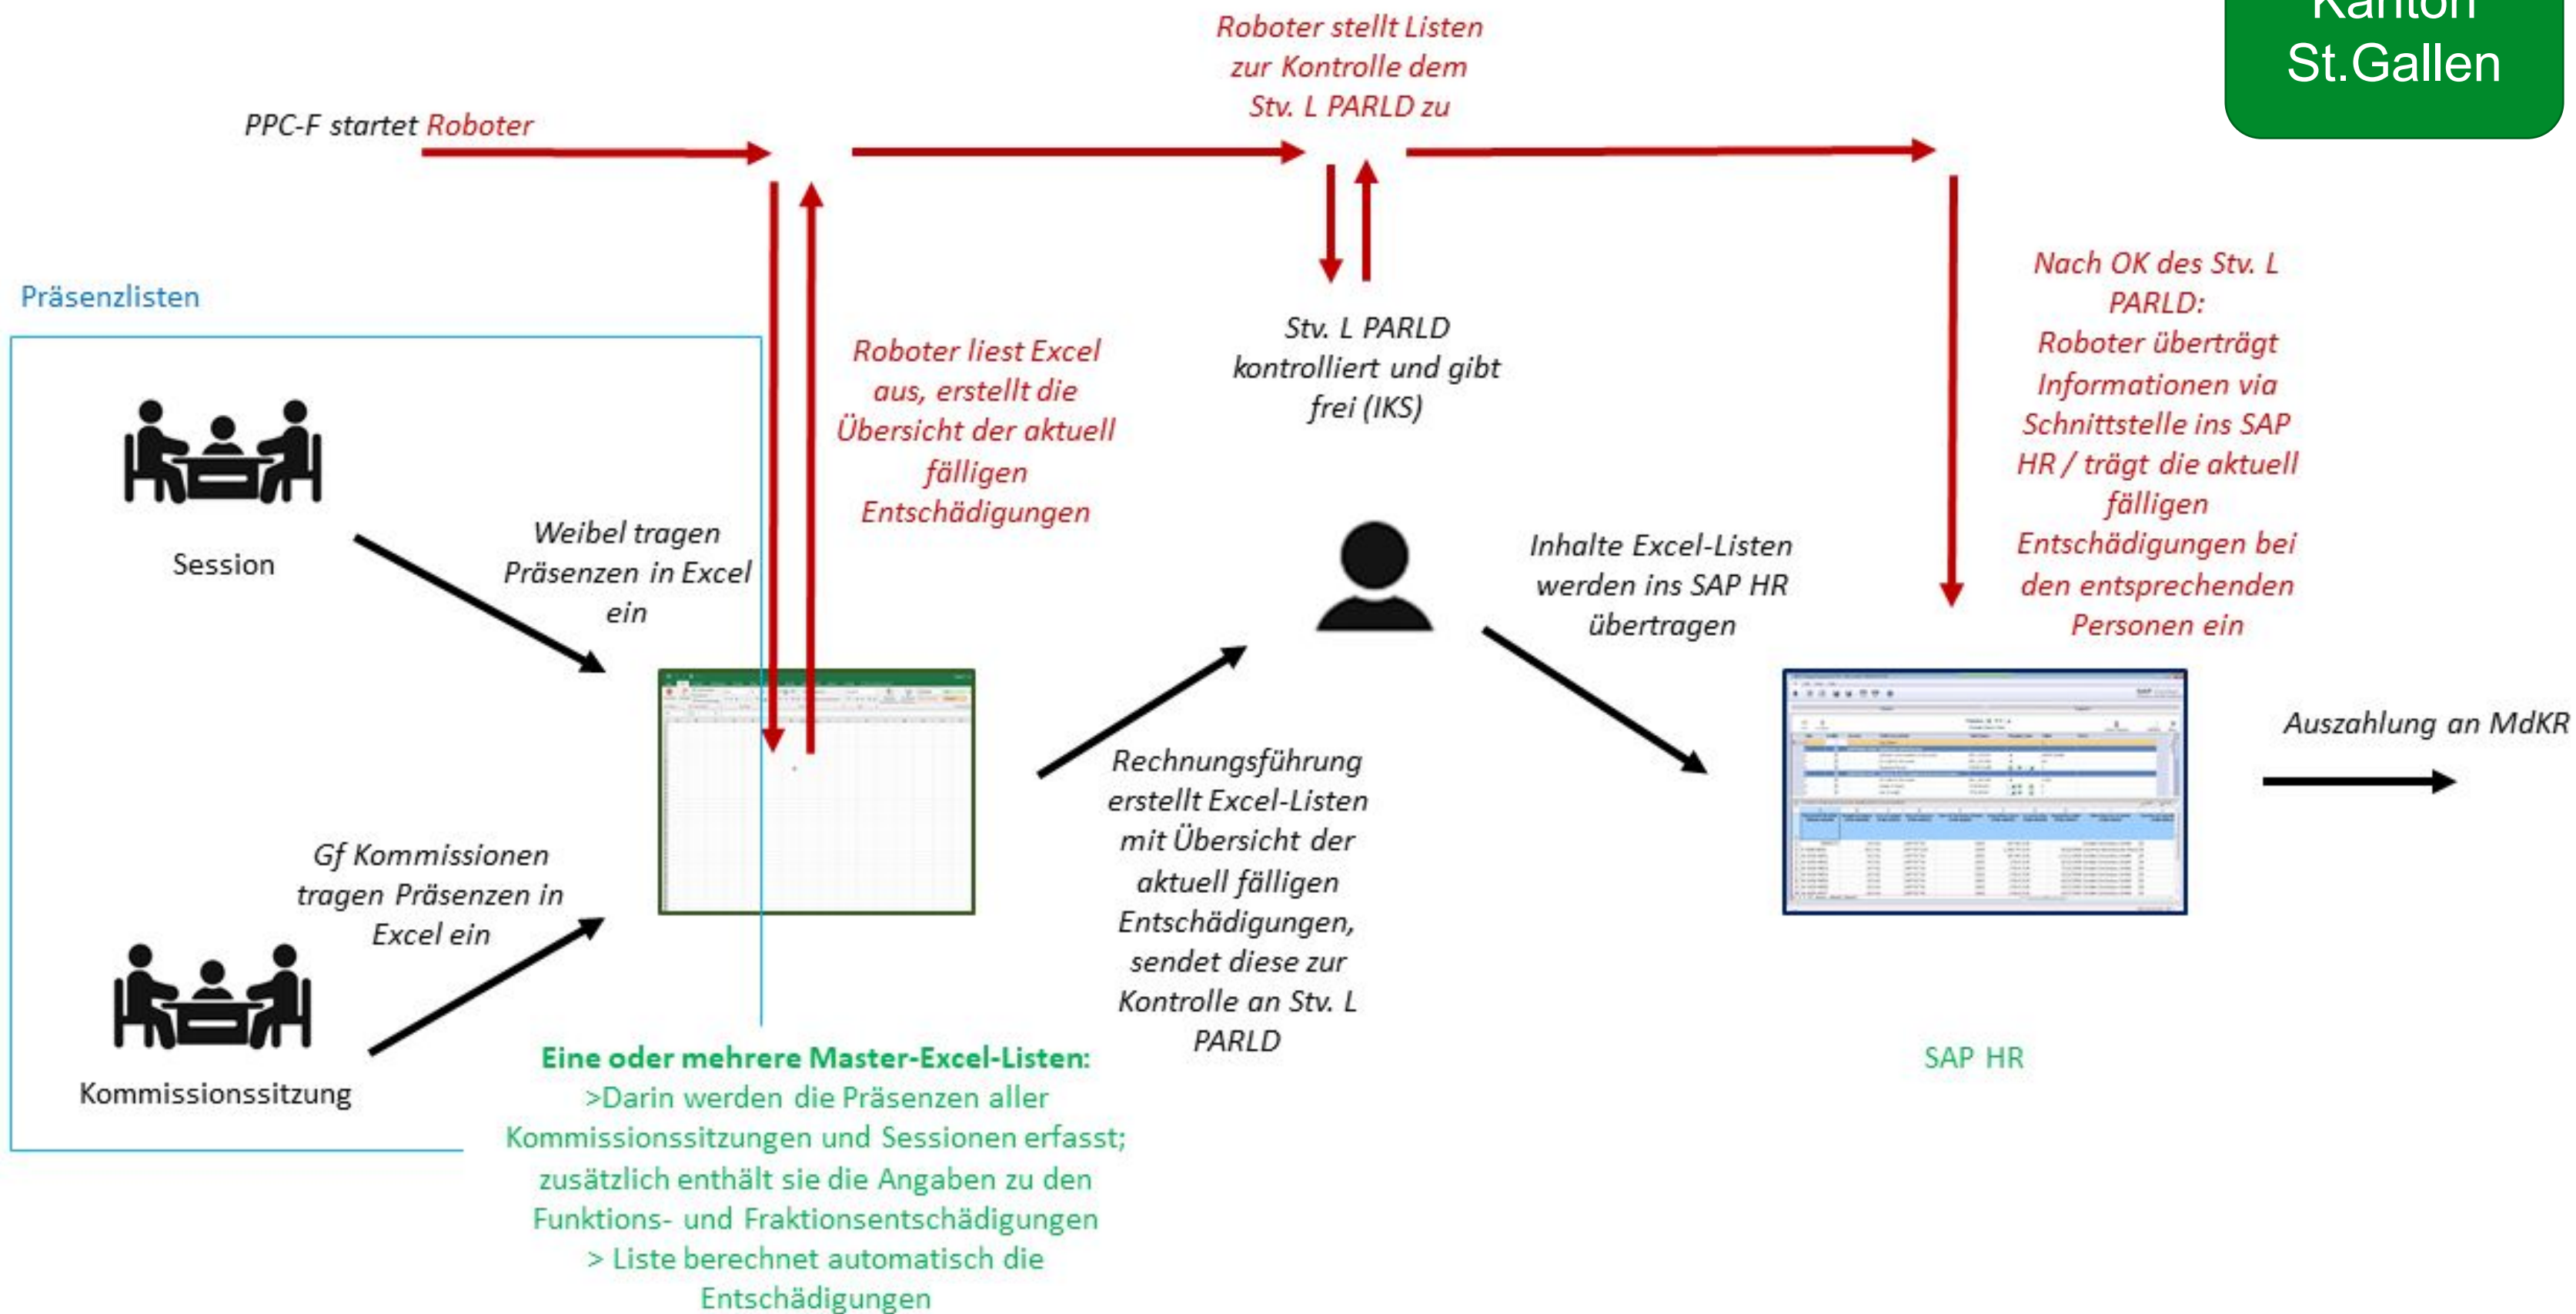 Kanton
St.Gallen
Roboter stellt Listen
zur Kontrolle dem
Stv. L PARLD zu
PPC-F startet Roboter
Präsenzlisten
Session
Weibel tragen
Präsenzen in Excel
ein
Roboter liest Excel
aus, erstellt die
Übersicht der aktuell
fälligen
Entschädigungen
Stv. L PARLD
kontrolliert und gibt
frei (IKS)
Nach OK des Stv. L
PARLD:
Roboter überträgt
Informationen via
Schnittstelle ins SAP
HR / trägt die aktuell
fälligen
Entschädigungen bei
den entsprechenden
Personen ein
Inhalte Excel-Listen
werden ins SAP HR
übertragen
Auszahlung an MdKR
Gf Kommissionen
tragen Präsenzen in
Excel ein
Kommissionssitzung
Rechnungsführung
erstellt Excel-Listen
mit Übersicht der
aktuell fälligen
Entschädigungen,
sendet diese zur
Kontrolle an Stv. L
PARLD
Eine oder mehrere Master-Excel-Listen:
>Darin werden die Präsenzen aller
Kommissionssitzungen und Sessionen erfasst;
zusätzlich enthält sie die Angaben zu den
Funktions- und Fraktionsentschädigungen
> Liste berechnet automatisch die
Entschädigungen
SAP HR